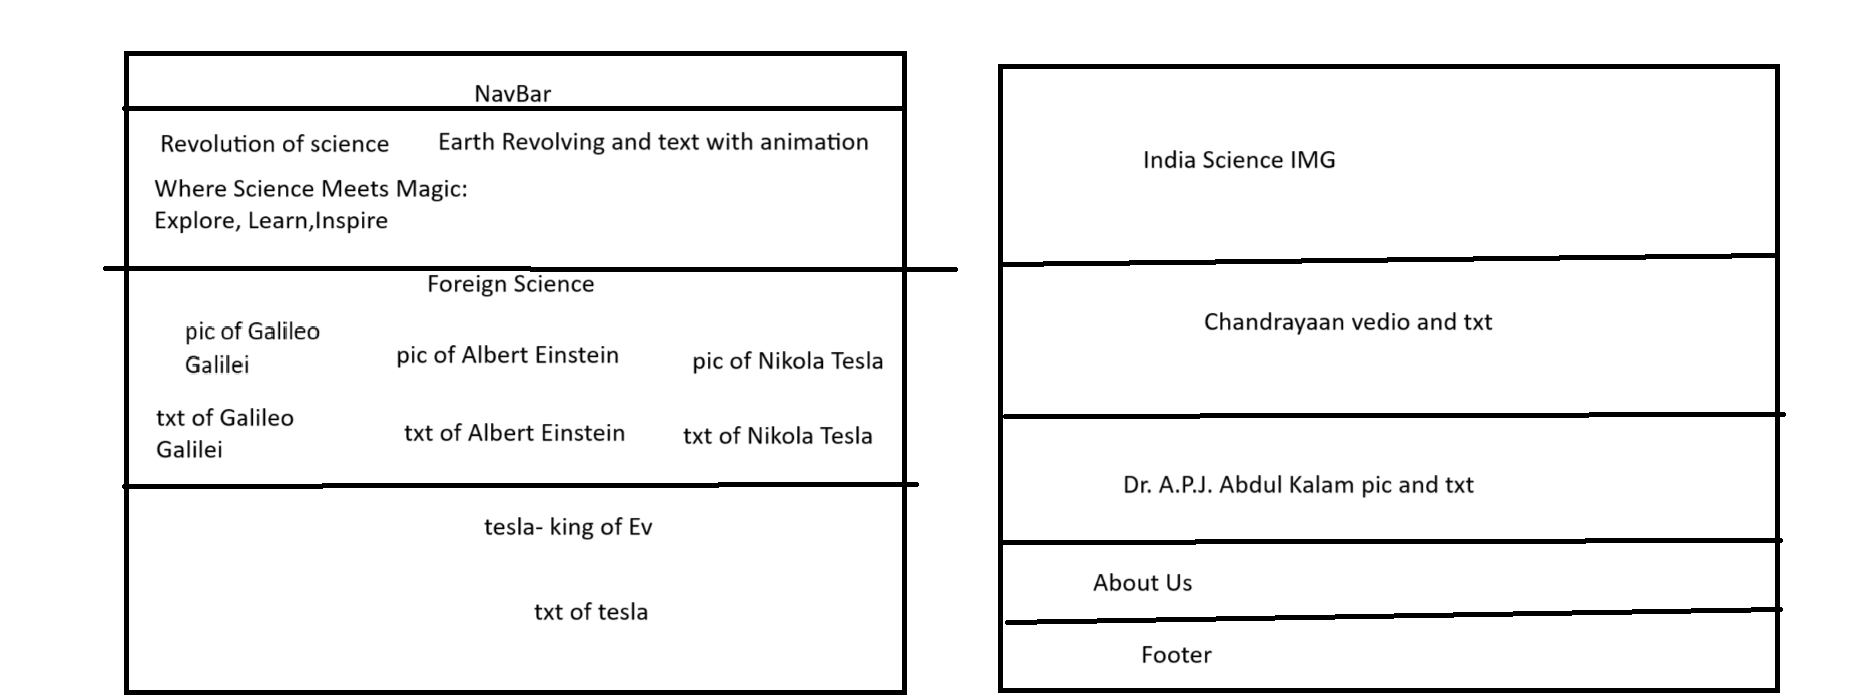 NavBar
Revolution of science
Earth Revolving and text with animation
Where Science Meets Magic:
Explore, Learn,Inspire
Foreign Science
pic of Galileo
Galilei
pic of Albert Einstein
pic of Nikola Tesla
txt of Galileo
Galilei
txt of Albert Einstein
txt of Nikola Tesla
tesla- king of Ev
txt of tesla
India Science IMG
Chandrayaan vedio and txt
Dr. A.P.J. Abdul Kalam pic and txt
About Us
Footer